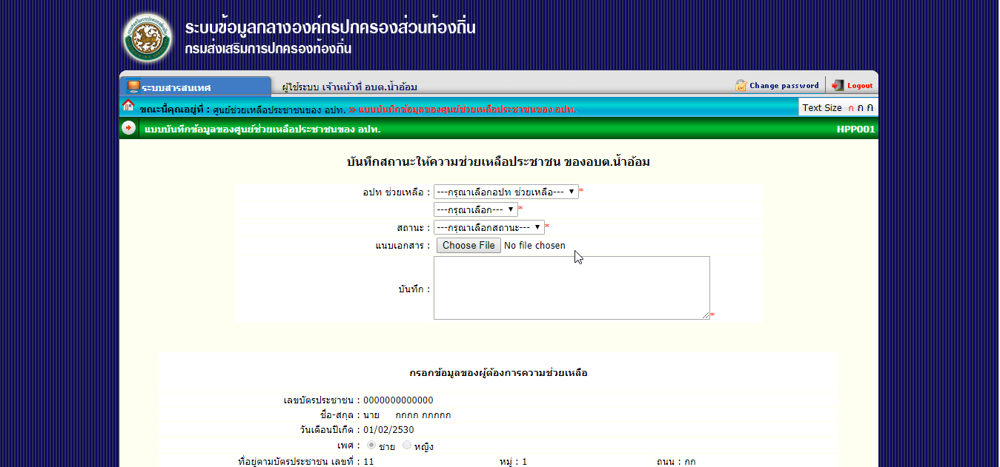 ระบบข้อมูลกลางองค์กรปกครองส่วนท้องถิ่น
กรมส่งเสริมการปกครองท้องถิ่น
ระบบสารสนเทศ ผู้ใช้ระบบ เจ้าหน้าที่ อบต.น้ำอ้อม Change password Logout
ขณะนี้คุณอยู่ที่ : ศูนย์ช่วยเหลือประชาชนของ อปท. » แบบบันทึกข้อมูลของศูนย์ช่วยเหลือประชาชนของ อปท. Text Size ก ก ก
แบบบันทึกข้อมูลของศูนย์ช่วยเหลือประชาชนของ อปท. HPP001
บันทึกสถานะให้ความช่วยเหลือประชาชน ของอบต.น้ำอ้อม
อปท ช่วยเหลือ : ---กรุณาเลือกอปท ช่วยเหลือ--- *
---กรุณาเลือก--- *
สถานะ : ---กรุณาเลือกสถานะ--- *
แนบเอกสาร : Choose File No file chosen
บันทึก : *
กรอกข้อมูลของผู้ต้องการความช่วยเหลือ
เลขบัตรประชาชน : 0000000000000
ชื่อ-สกุล : นาย กกกก กกกกก
วันเดือนปีเกิด : 01/02/2530
เพศ : ชาย หญิง
ที่อยู่ตามบัตรประชาชน เลขที่ : 11 หมู่ : 1 ถนน : กก